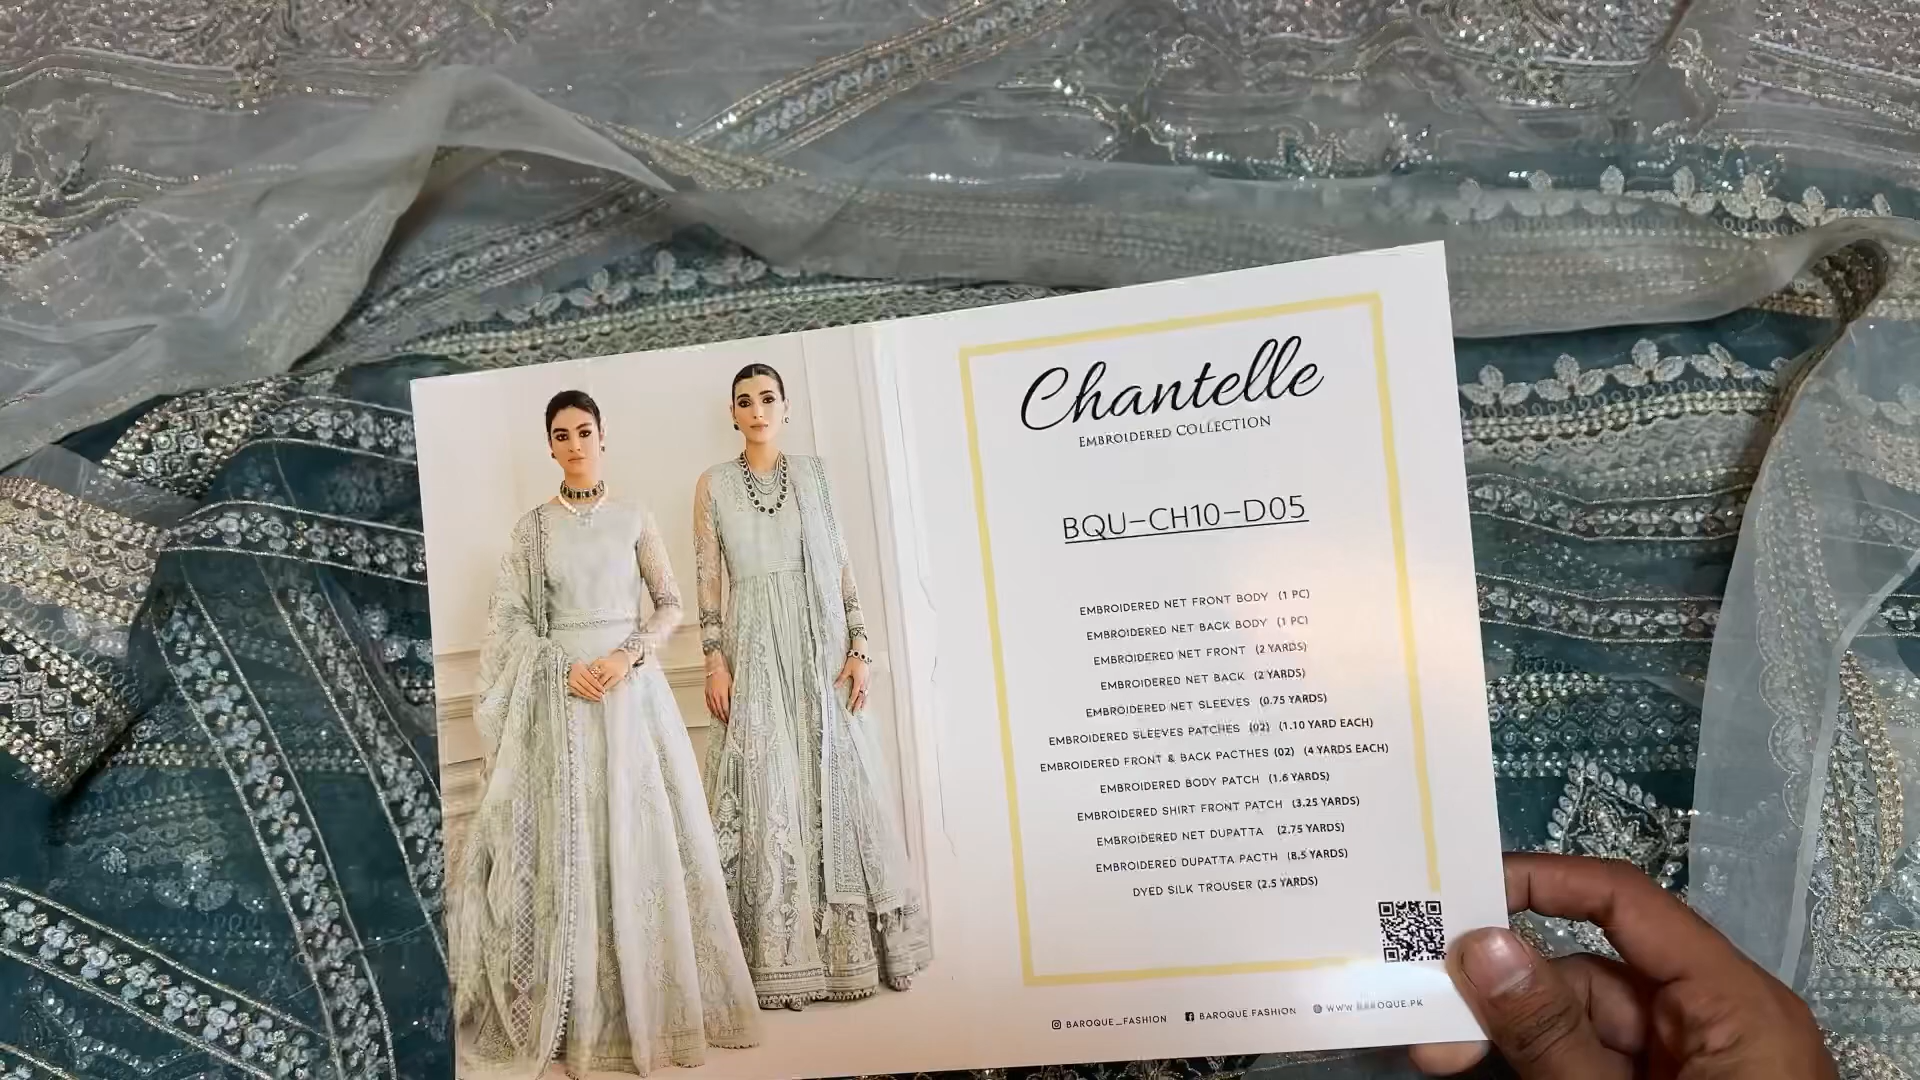 Chantelle
EMBROIDERED COLLECTION
BQU-CH10-D05
EMBROIDERED NET FRONT BODY (1 PC)
EMBROIDERED NET BACK BODY (1 PC)
EMBROIDERED NET FRONT (2 YARDS)
EMBROIDERED NET BACK (2 YARDS)
EMBROIDERED NET SLEEVES (0.75 YARDS)
EMBROIDERED SLEEVES PATCHES (02) (1.10 YARD EACH)
EMBROIDERED FRONT & BACK PACTHES (02) (4 YARDS EACH)
EMBROIDERED BODY PATCH (1.6 YARDS)
EMBROIDERED SHIRT FRONT PATCH (3.25 YARDS)
EMBROIDERED NET DUPATTA (2.75 YARDS)
EMBROIDERED DUPATTA PACTH (8.5 YARDS)
DYED SILK TROUSER (2.5 YARDS)
BAROQUE_FASHION BAROQUE FASHION WWW BAROQUE.PK